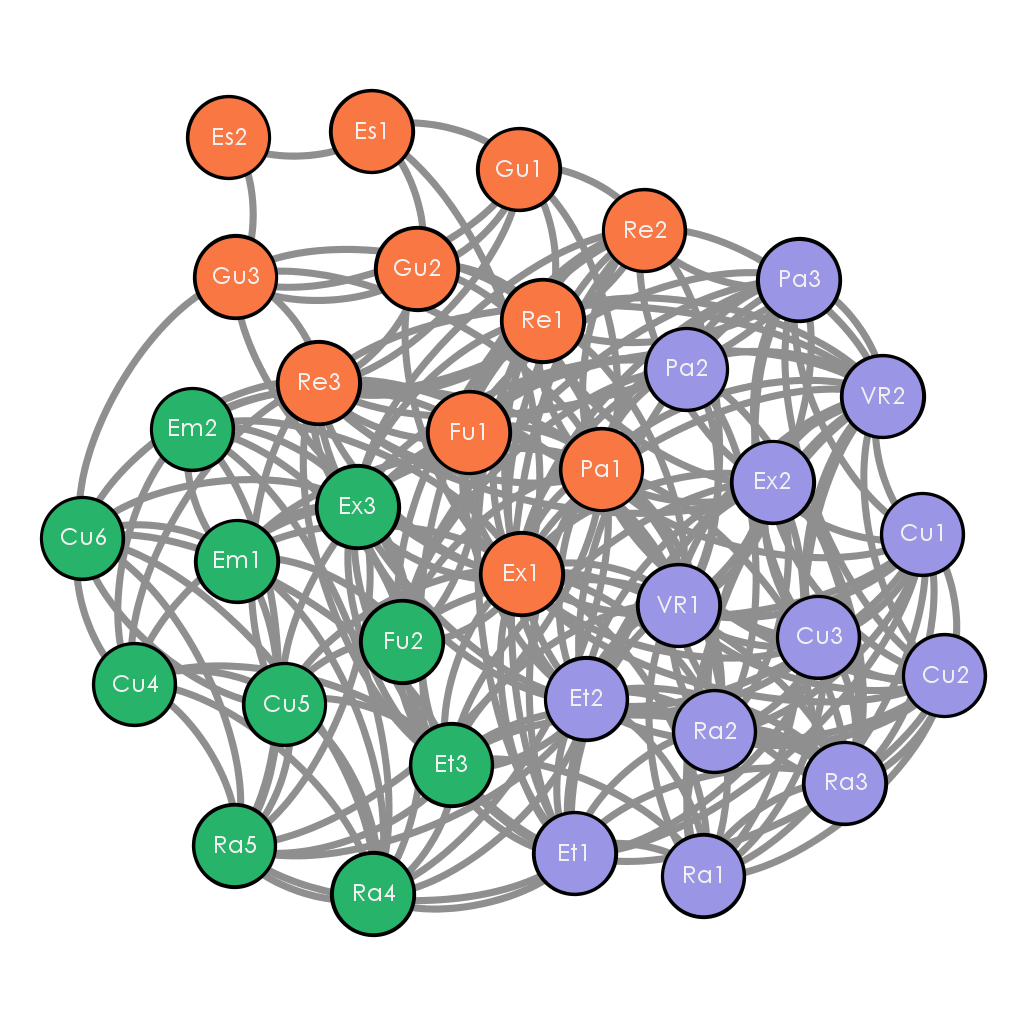 Es2
Es1
Gu1
Re2
Gu3
Gu2
Pa3
Re1
Re3
Pa2
VR2
Em2
Fu1
Pa1
Ex2
Cu6
Em1
Ex3
Ex1
Cu1
VR1
Cu3
Fu2
Cu4
Cu5
Et2
Cu2
Ra2
Et3
Ra3
Ra5
Ra4
Et1
Ra1